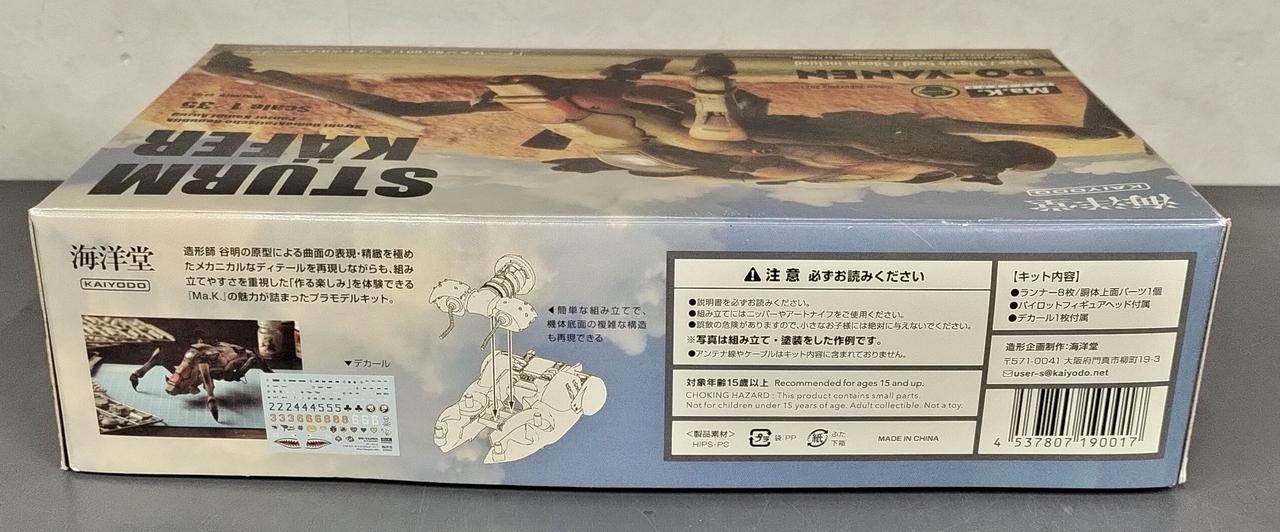 DO-YANEN
Ma.K.
Scale 1 35
STURM
KÄFER
海洋堂
KAIYODO
海洋堂
KAIYODO
造形師 谷明の原型による曲面の表現・精緻を極め
たメカニカルなディテールを再現しながらも、組み
立てやすさを重視した「作る楽しみ」を体験できる
『Ma.K.』の魅力が詰まったプラモデルキット。
▼デカール
222444555
◀簡単な組み立てで、
機体底面の複雑な構造
も再現できる
⚠注意 必ずお読みください
●説明書を必ずお読みください。
●組み立てにはニッパーやアートナイフをご使用ください。
●誤飲の危険がありますので、小さなお子様には絶対に与えないでください。
※写真は組み立て・塗装をした作例です。
●アンテナ線やケーブルはキット内容に含まれておりません。
対象年齢15歳以上 Recommended for ages 15 and up.
CHOKING HAZARD : This product contains small parts.
Not for children under 15 years of age. Adult collectible. Not a toy.
<製品素材>
HIPS・PC
プラ
袋:PP
紙
ふた
下箱
MADE IN CHINA
【キット内容】
●ランナー8枚/胴体上面パーツ1個
●パイロットフィギュアヘッド付属
●デカール1枚付属
造形企画制作:海洋堂
〒571-0041 大阪府門真市柳町19-3
✉user-s@kaiyodo.net
4 537807 190017